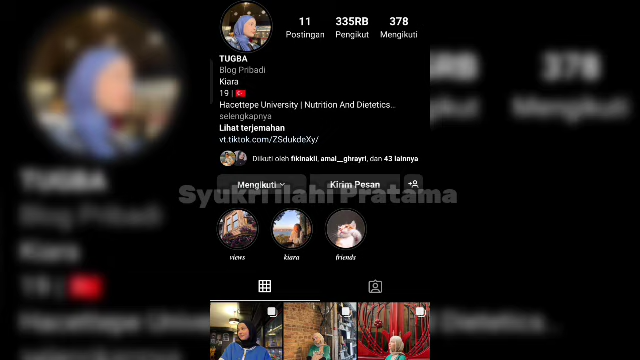 11 335RB 378
Postingan Pengikut Mengikuti
TUGBA
Blog Pribadi
Kiara
19 | 🇹🇷
Hacettepe University | Nutrition And Dietetics...
selengkapnya
Lihat terjemahan
vt.tiktok.com/ZSdukdeXy/
Diikuti oleh fikinakii, amal__ghrayri, dan 43 lainnya
Mengikuti Kirim Pesan
Syukri Ilahi Pratama
views kiara friends